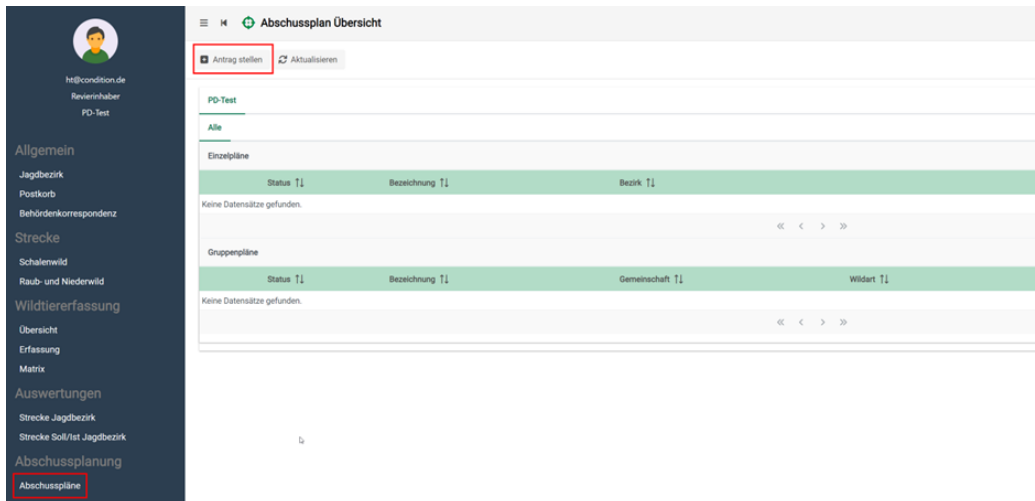 ht@condition.de
Revierinhaber
PD-Test
Allgemein
Jagdbezirk
Postkorb
Behördenkorrespondenz
Strecke
Schalenwild
Raub- und Niederwild
Wildtiererfassung
Übersicht
Erfassung
Matrix
Auswertungen
Strecke Jagdbezirk
Strecke Soll/Ist Jagdbezirk
Abschussplanung
Abschusspläne
Abschussplan Übersicht
Antrag stellen Aktualisieren
PD-Test
Alle
Einzelpläne
Status Bezeichnung Bezirk
Keine Datensätze gefunden.
Gruppenpläne
Status Bezeichnung Gemeinschaft Wildart
Keine Datensätze gefunden.